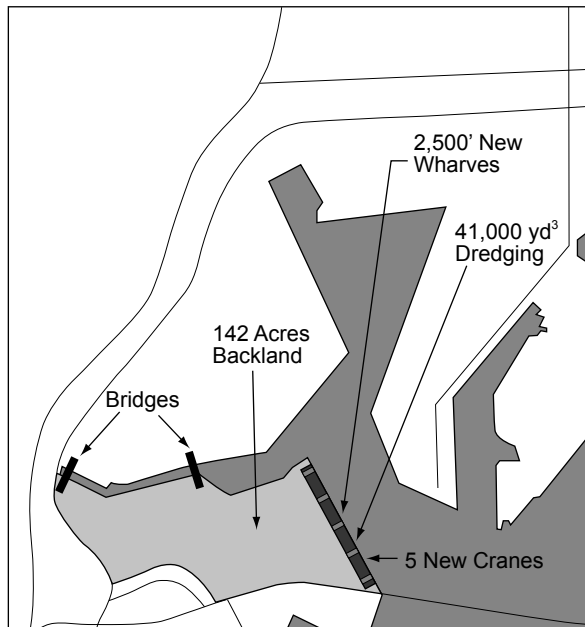 2,500’ New
Wharves
41,000 yd³
Dredging
142 Acres
Backland
Bridges
5 New Cranes